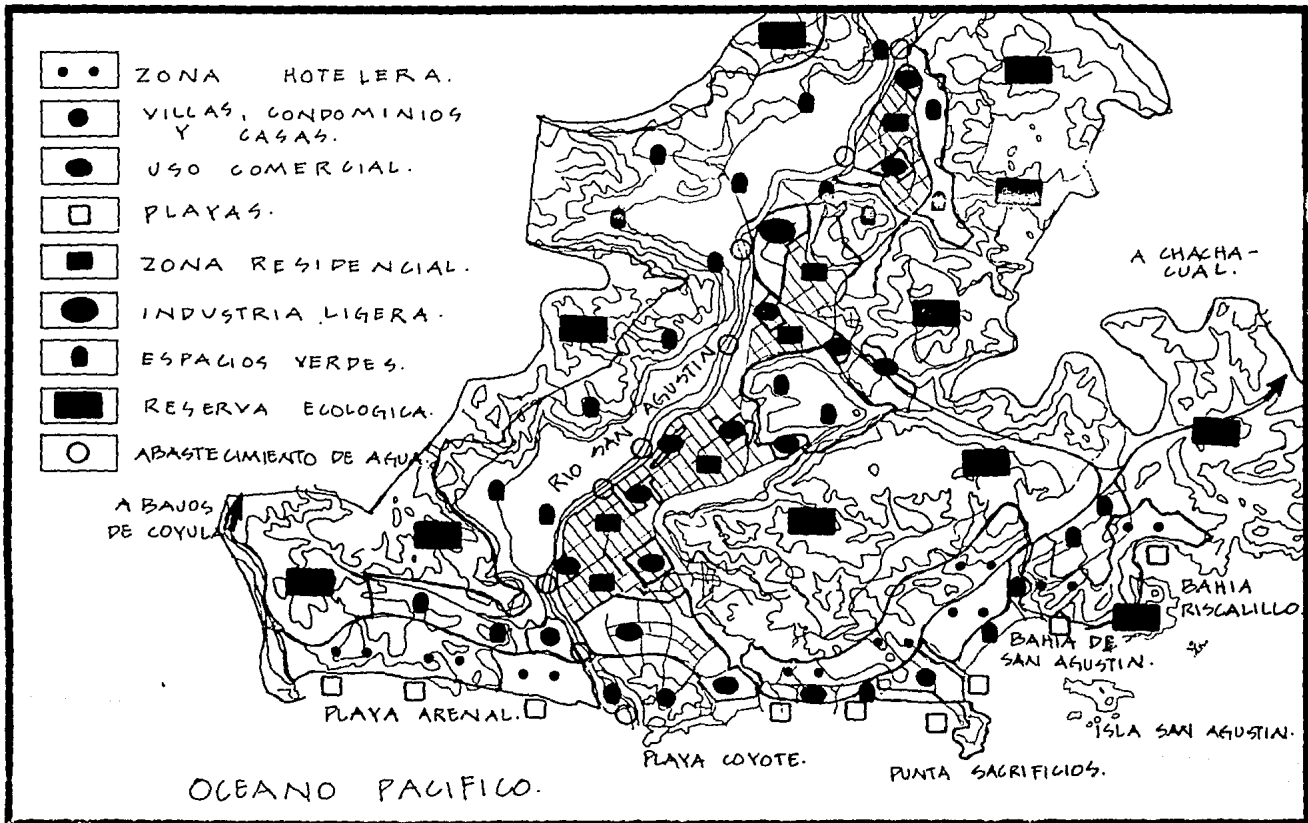 ZONA HOTELERA.
VILLAS, CONDOMINIOS
Y CASAS.
USO COMERCIAL.
PLAYAS.
ZONA RESIDENCIAL.
INDUSTRIA LIGERA.
ESPACIOS VERDES.
RESERVA ECOLOGICA.
ABASTECIMIENTO DE AGUA.
A CHACHA-
CUAL.
RIO SAN AGUSTIN
A BAJOS
DE COYULA
BAHIA
RISCALILLO
BAHIA DE
SAN AGUSTIN.
PLAYA ARENAL.
ISLA SAN AGUSTIN.
PLAYA COYOTE.
PUNTA SACRIFICIOS.
OCEANO PACIFICO.